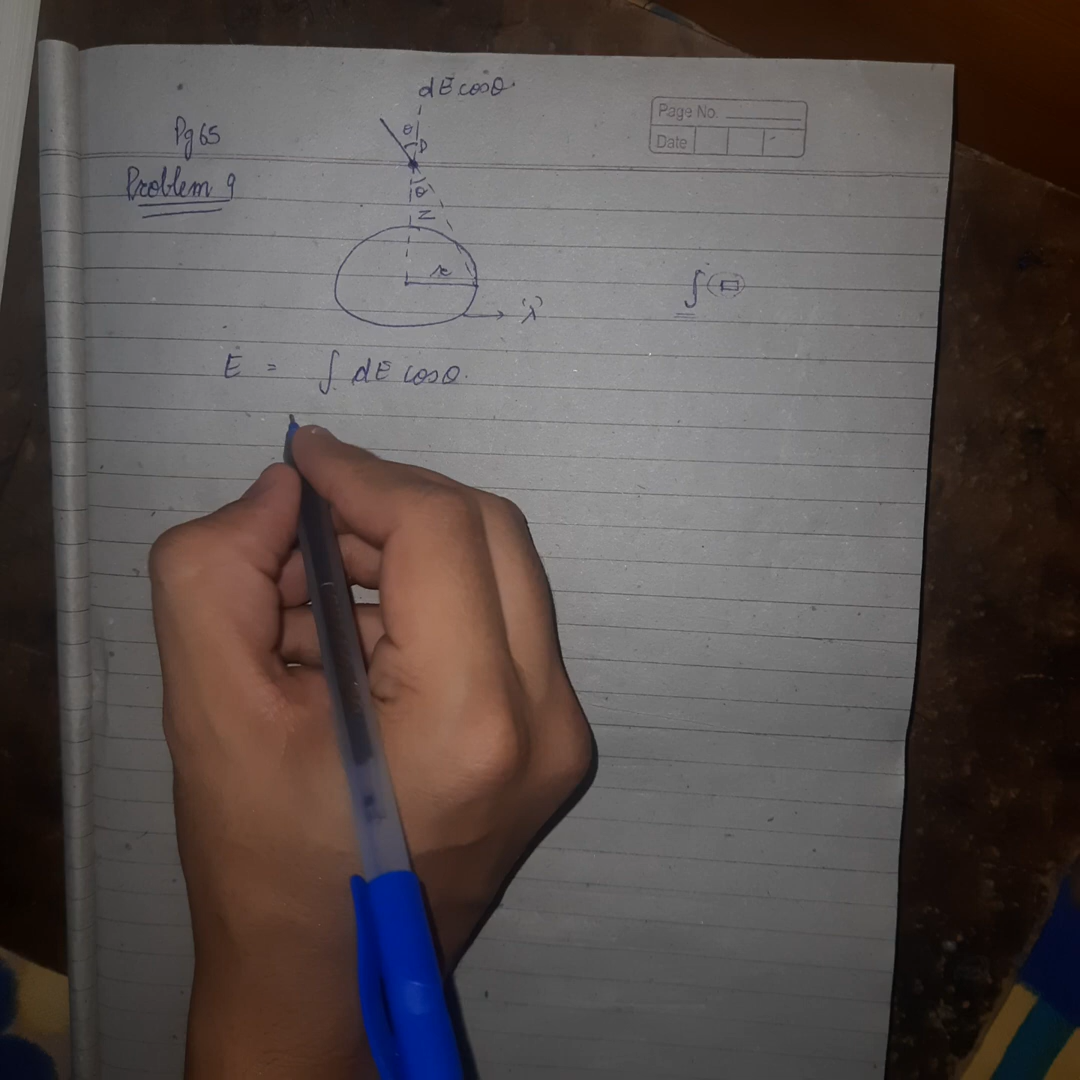 dE cosθ
Page No.
θ
Pg 65
P
Date
Problem 9
θ
Z
r
∫(□)
'λ'
E = ∫ dE cosθ.